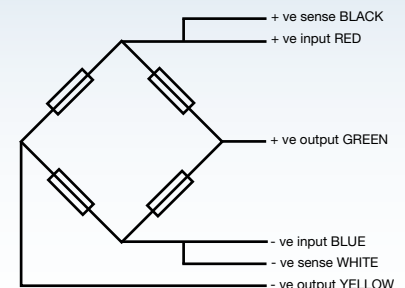 + ve sense BLACK
+ ve input RED
+ ve output GREEN
- ve input BLUE
- ve sense WHITE
- ve output YELLOW